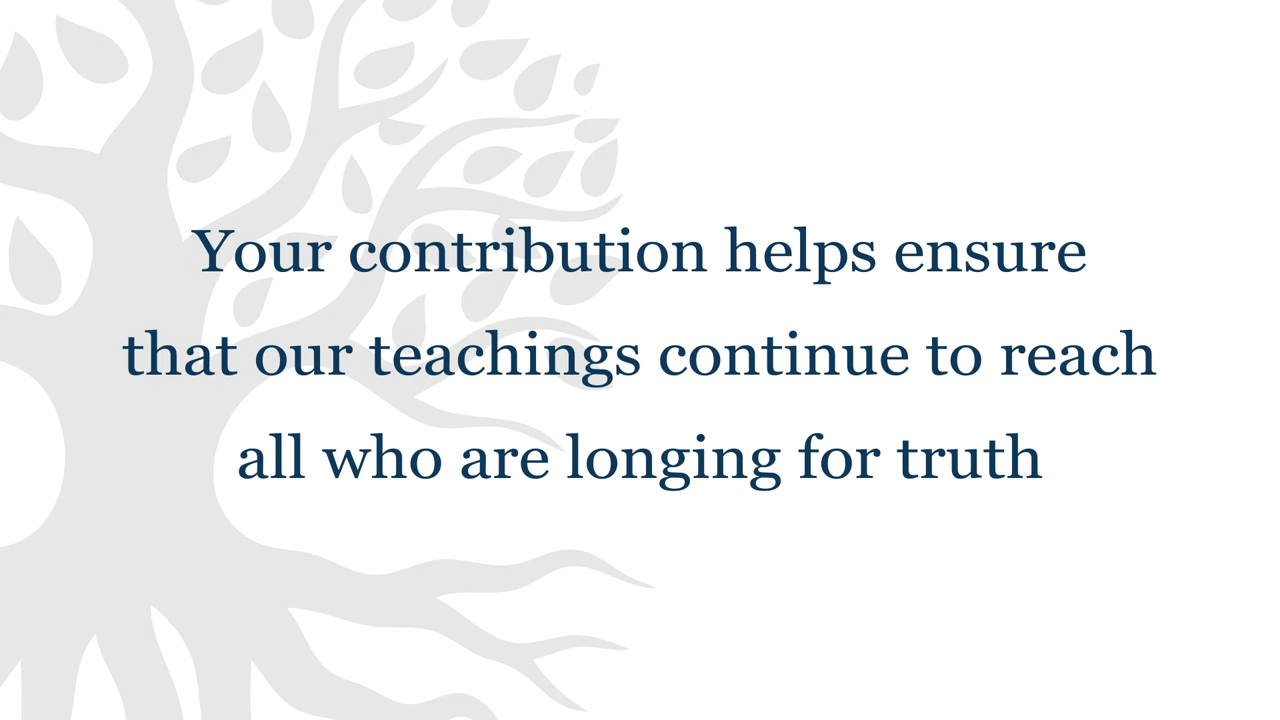 Your contribution helps ensure
that our teachings continue to reach
all who are longing for truth